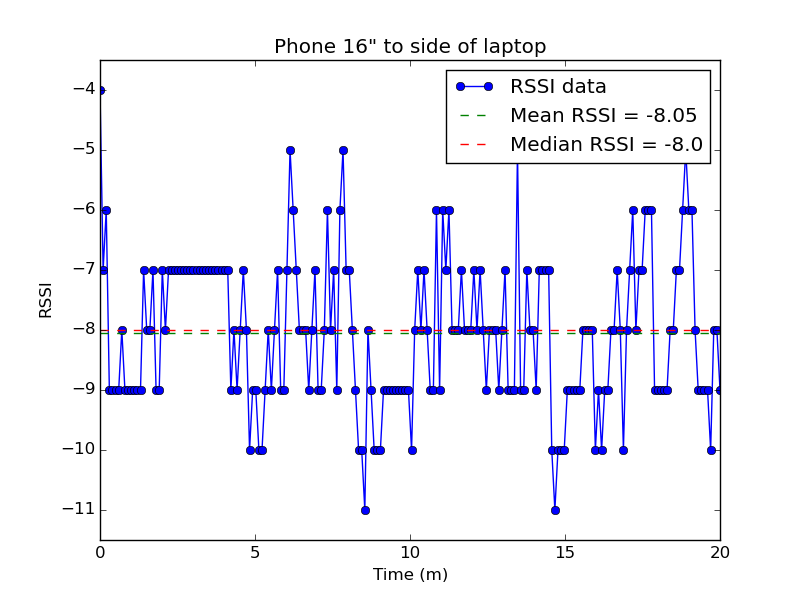 Phone 16" to side of laptop
RSSI data
Mean RSSI = -8.05
Median RSSI = -8.0
−4
−5
−6
−7
−8
−9
−10
−11
RSSI
0 5 10 15 20
Time (m)